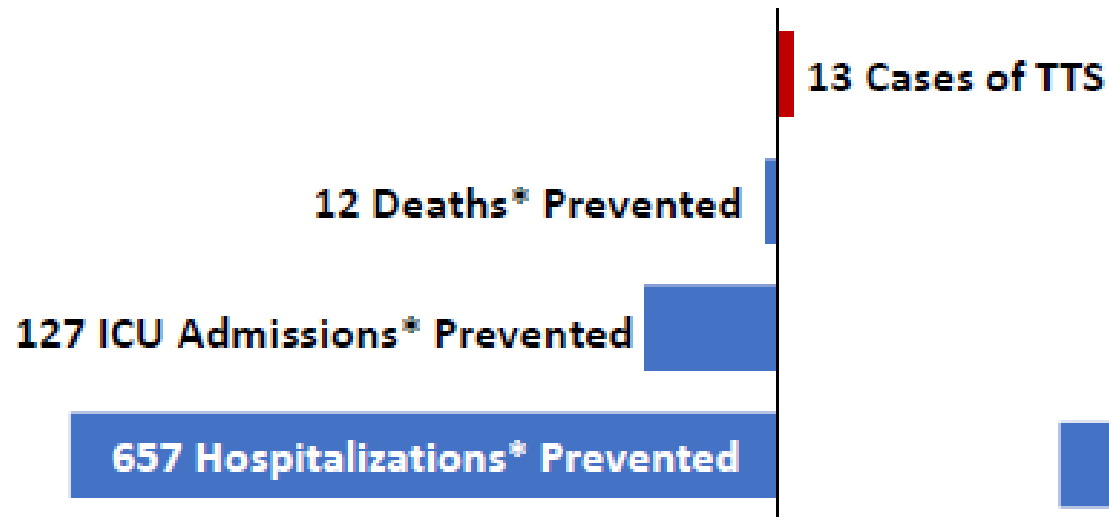 13 Cases of TTS
12 Deaths* Prevented
127 ICU Admissions* Prevented
657 Hospitalizations* Prevented